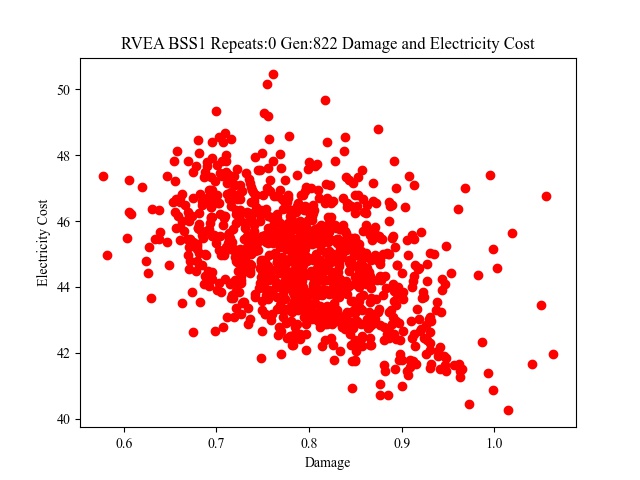 RVEA BSS1 Repeats:0 Gen:822 Damage and Electricity Cost
50
48
46
44
42
40
Electricity Cost
0.6 0.7 0.8 0.9 1.0
Damage